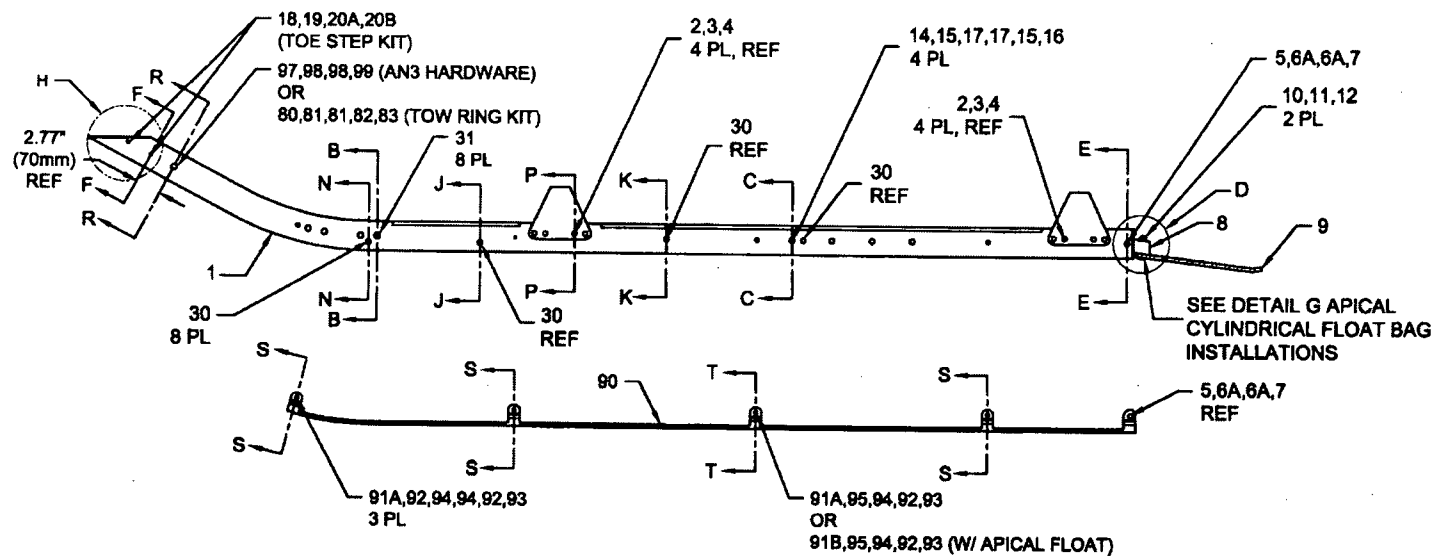 18,19,20A,20B
(TOE STEP KIT)
97,98,98,99 (AN3 HARDWARE)
OR
80,81,81,82,83 (TOW RING KIT)
2,3,4
4 PL, REF
14,15,17,17,15,16
4 PL
5,6A,6A,7
10,11,12
2 PL
2,3,4
4 PL, REF
H
R
F
2.77"
(70mm)
REF
F
R
31
8 PL
B
N
J
P
K
30
REF
C
30
REF
E
D
8
9
1
N
B
J
P
K
C
E
30
8 PL
30
REF
SEE DETAIL G APICAL
CYLINDRICAL FLOAT BAG
INSTALLATIONS
S
S
90
T
S
5,6A,6A,7
REF
S
S
T
S
91A,92,94,94,92,93
3 PL
91A,95,94,92,93
OR
91B,95,94,92,93 (W/ APICAL FLOAT)